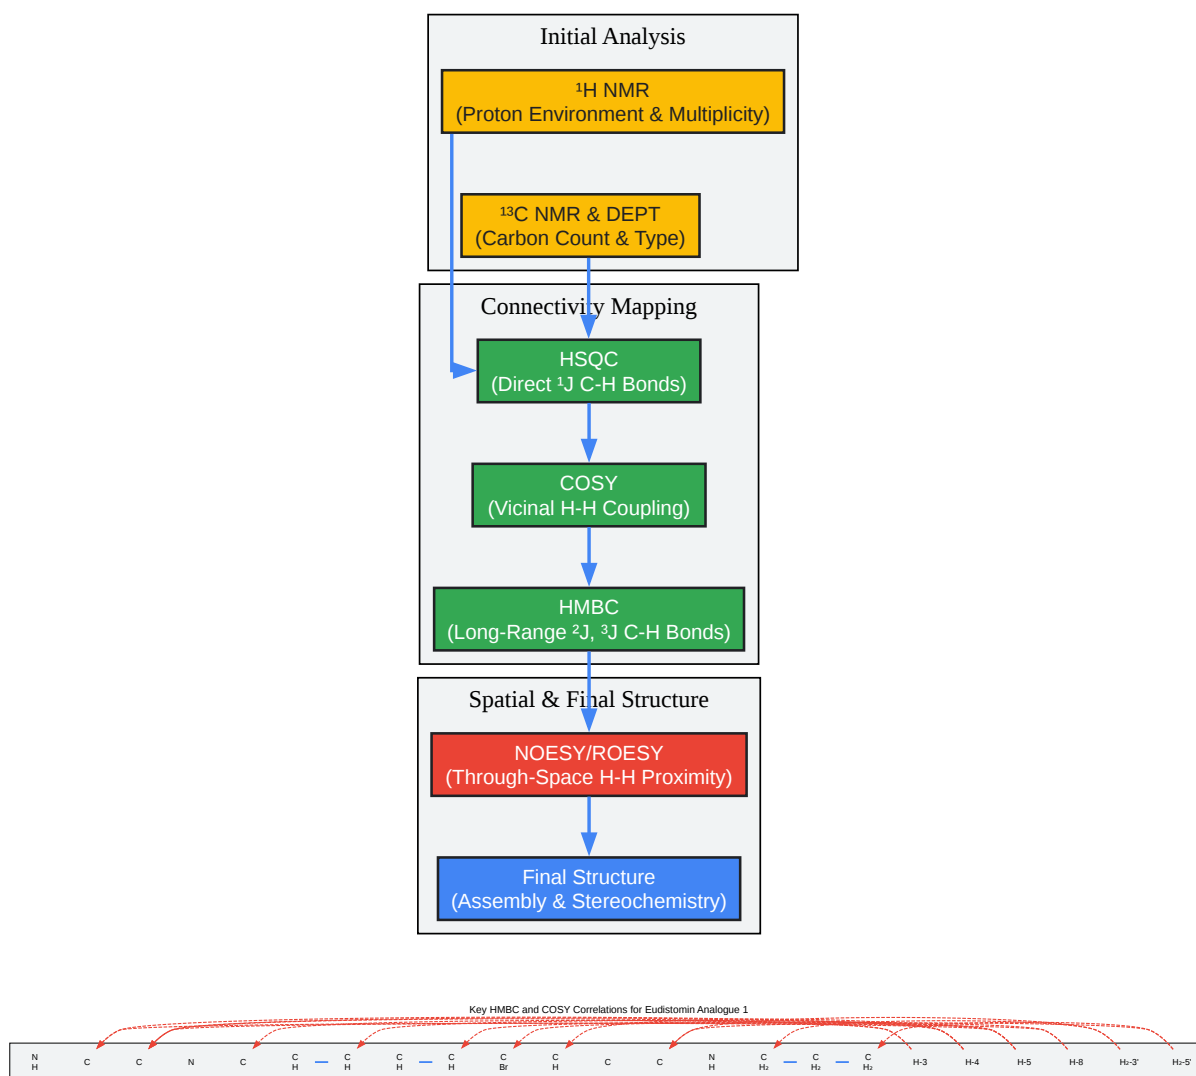 Initial Analysis
¹H NMR
(Proton Environment & Multiplicity)
¹³C NMR & DEPT
(Carbon Count & Type)
Connectivity Mapping
HSQC
(Direct ¹J C-H Bonds)
COSY
(Vicinal H-H Coupling)
HMBC
(Long-Range ²J, ³J C-H Bonds)
Spatial & Final Structure
NOESY/ROESY
(Through-Space H-H Proximity)
Final Structure
(Assembly & Stereochemistry)
Key HMBC and COSY Correlations for Eudistomin Analogue 1
N
H
C
C
N
C
C
H
C
H
C
H
C
H
C
Br
C
H
C
C
N
H
C
H₂
C
H₂
C
H₂
H-3
H-4
H-5
H-8
H₂-3'
H₂-5'